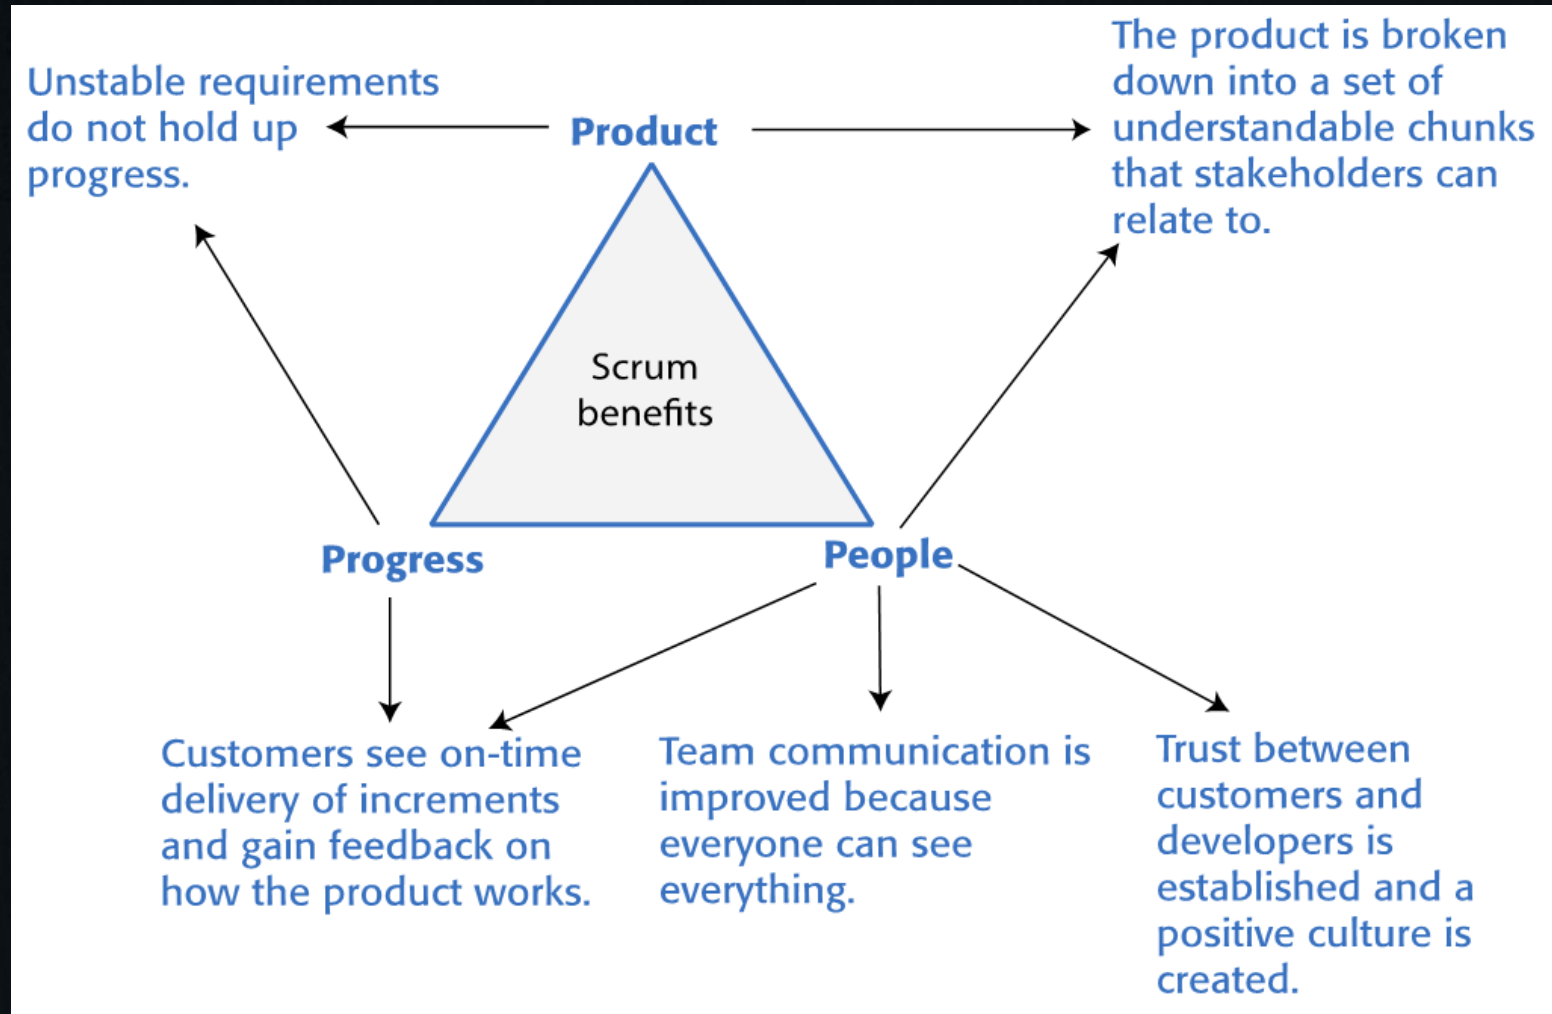 Unstable requirements
do not hold up
progress.
Product
The product is broken
down into a set of
understandable chunks
that stakeholders can
relate to.
Scrum
benefits
Progress
People
Customers see on-time
delivery of increments
and gain feedback on
how the product works.
Team communication is
improved because
everyone can see
everything.
Trust between
customers and
developers is
established and a
positive culture is
created.